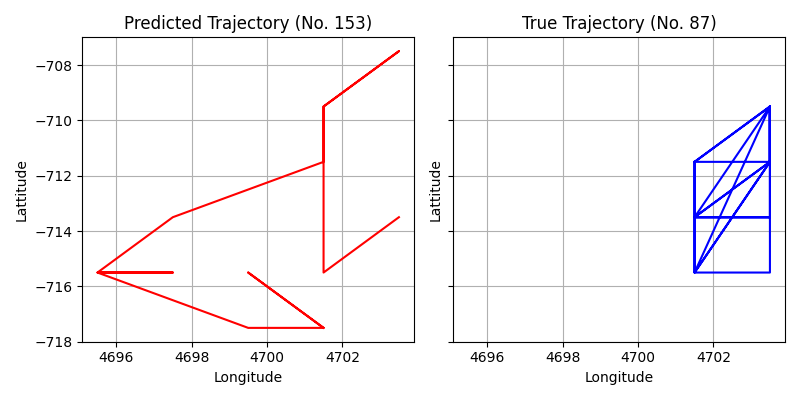 Predicted Trajectory (No. 153)
True Trajectory (No. 87)
Lattitude
−708
−710
−712
−714
−716
−718
Lattitude
4696
4698
4700
4702
4696
4698
4700
4702
Longitude
Longitude